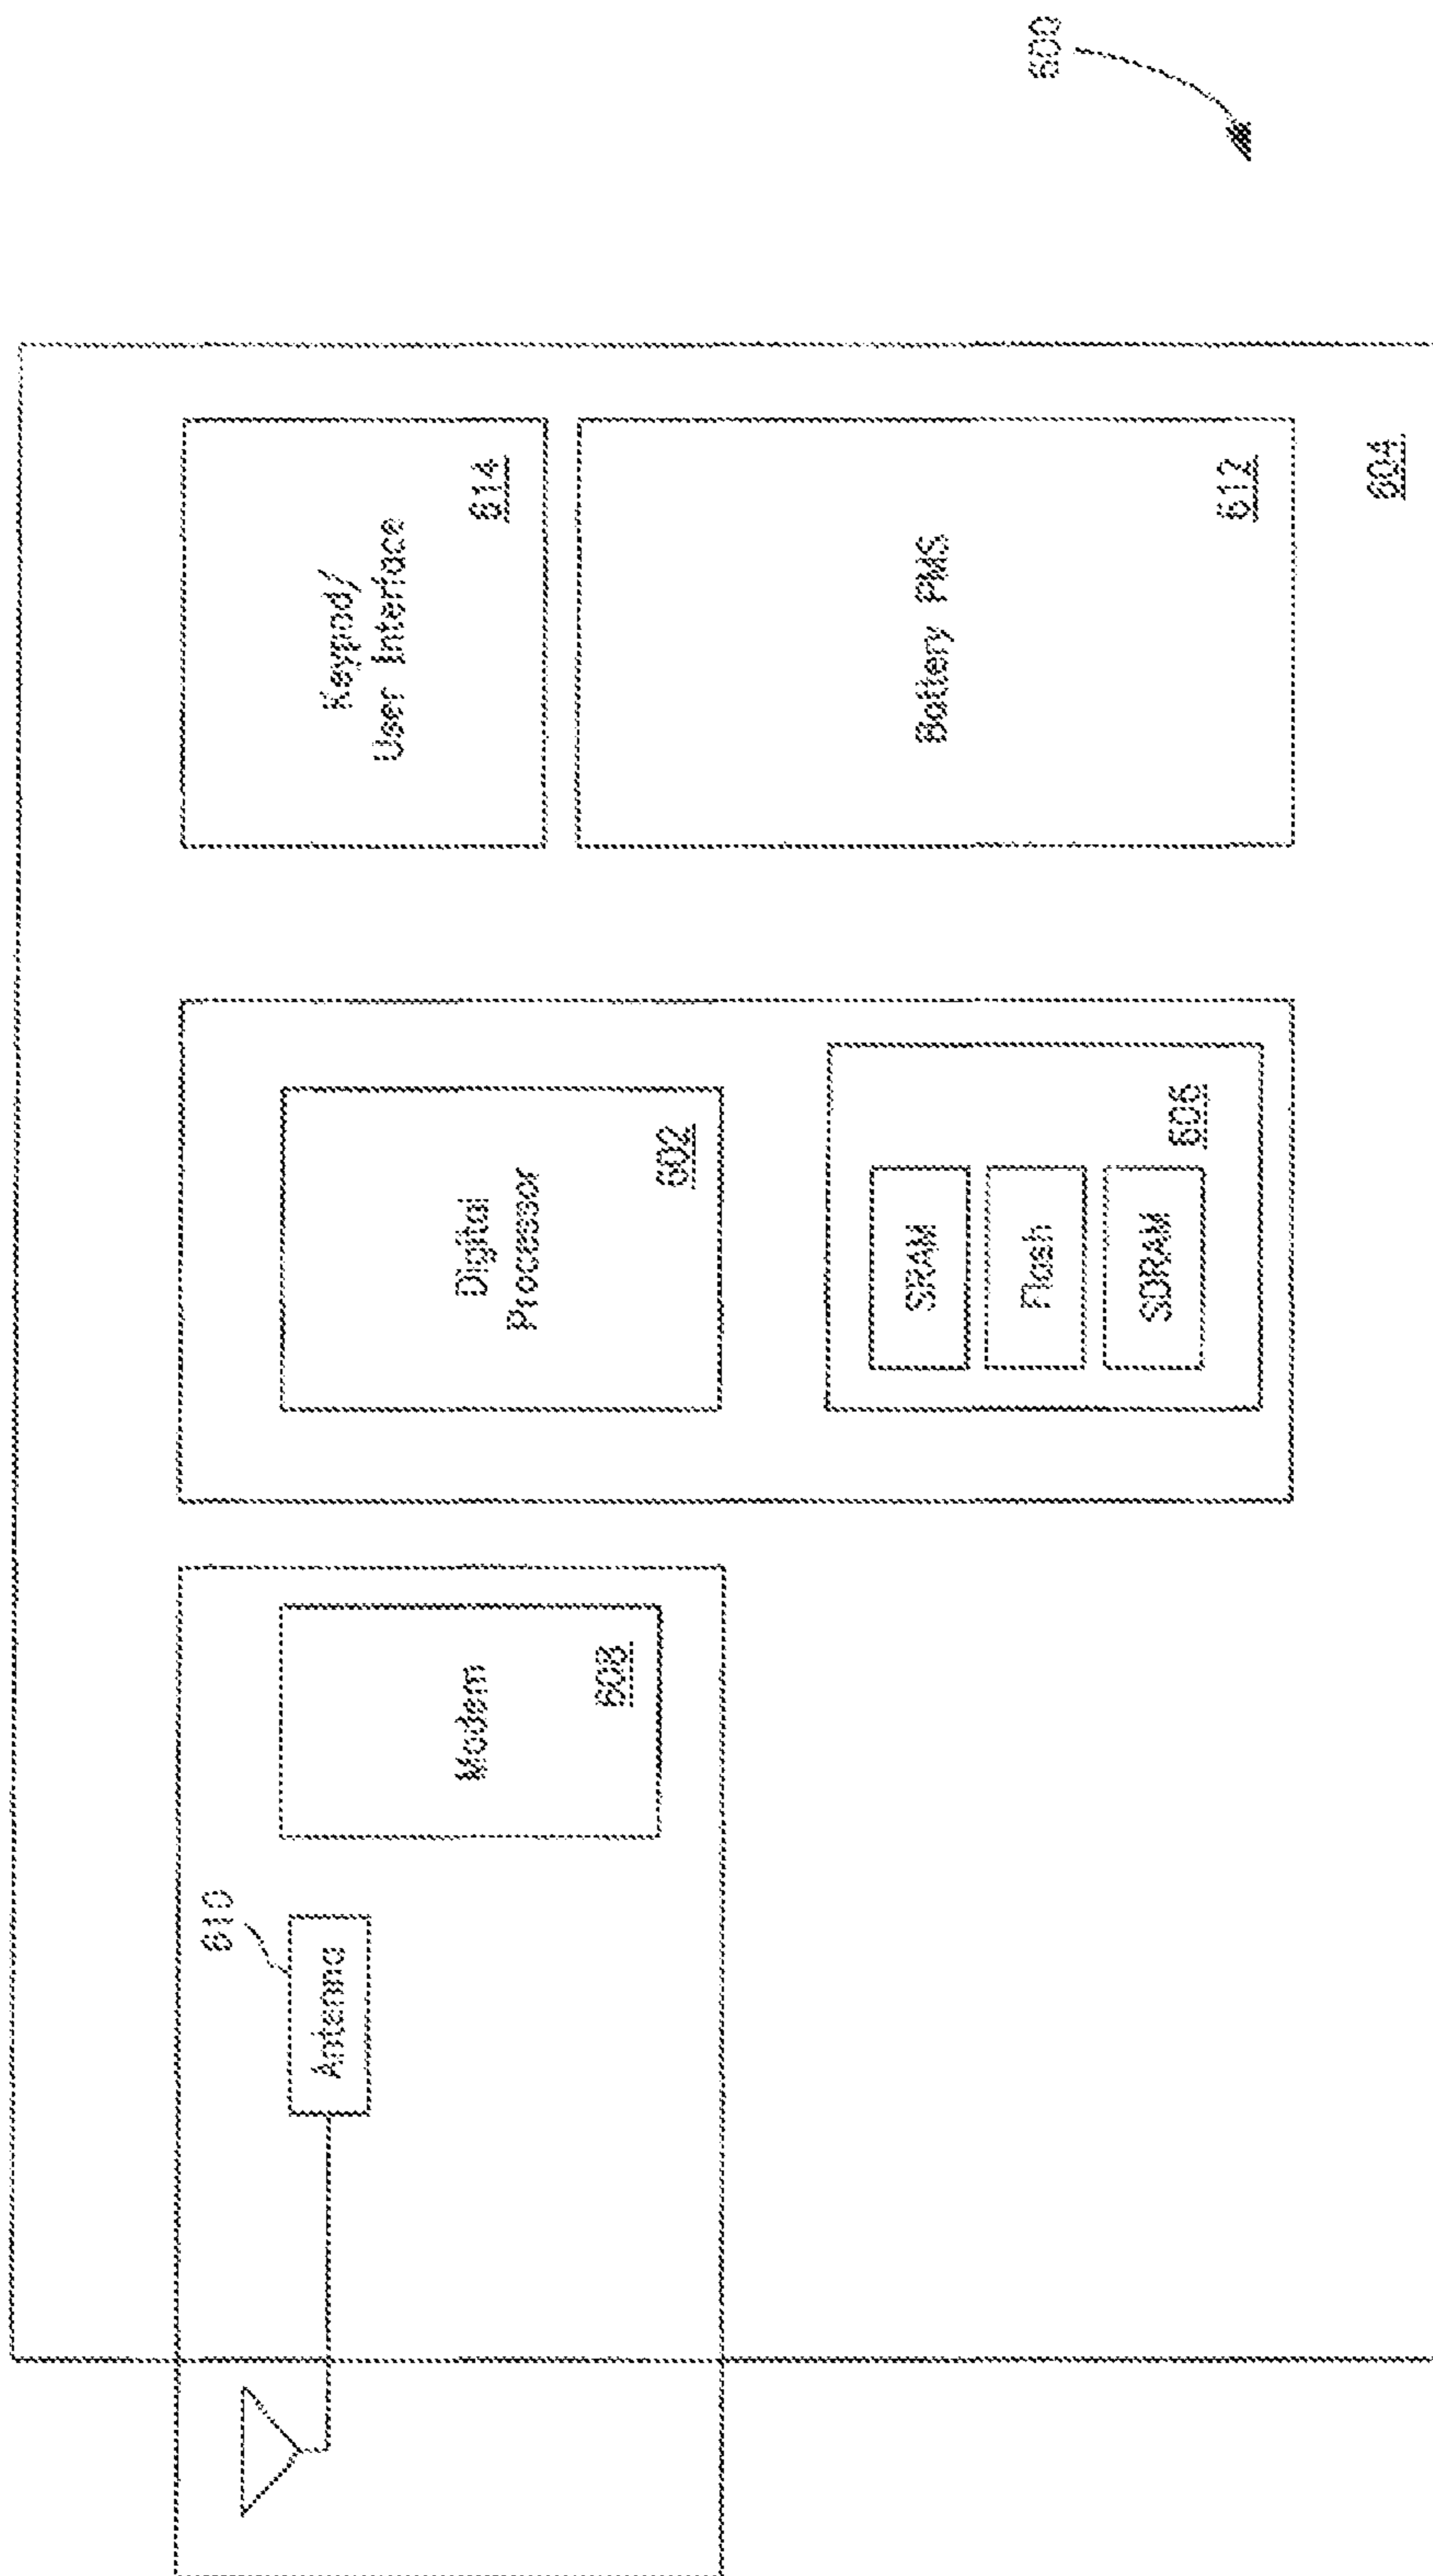 600
Antenna
610
Modem
608
Digital
Processor
602
SRAM
Flash
SDRAM
606
Keypad/
User Interface
614
Battery PMS
612
604